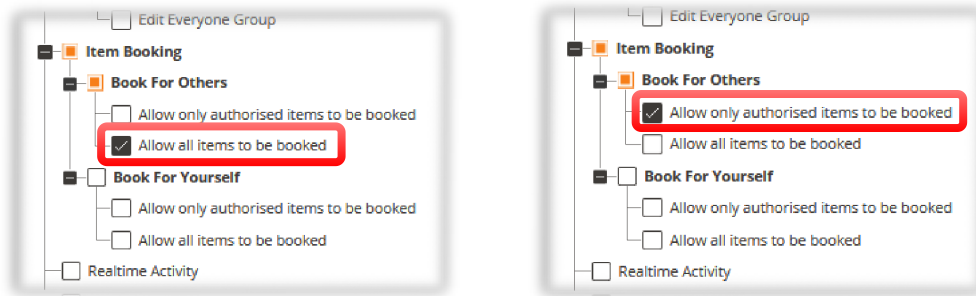 Edit Everyone Group
Item Booking
Book For Others
Allow only authorised items to be booked
Allow all items to be booked
Book For Yourself
Allow only authorised items to be booked
Allow all items to be booked
Realtime Activity
Edit Everyone Group
Item Booking
Book For Others
Allow only authorised items to be booked
Allow all items to be booked
Book For Yourself
Allow only authorised items to be booked
Allow all items to be booked
Realtime Activity